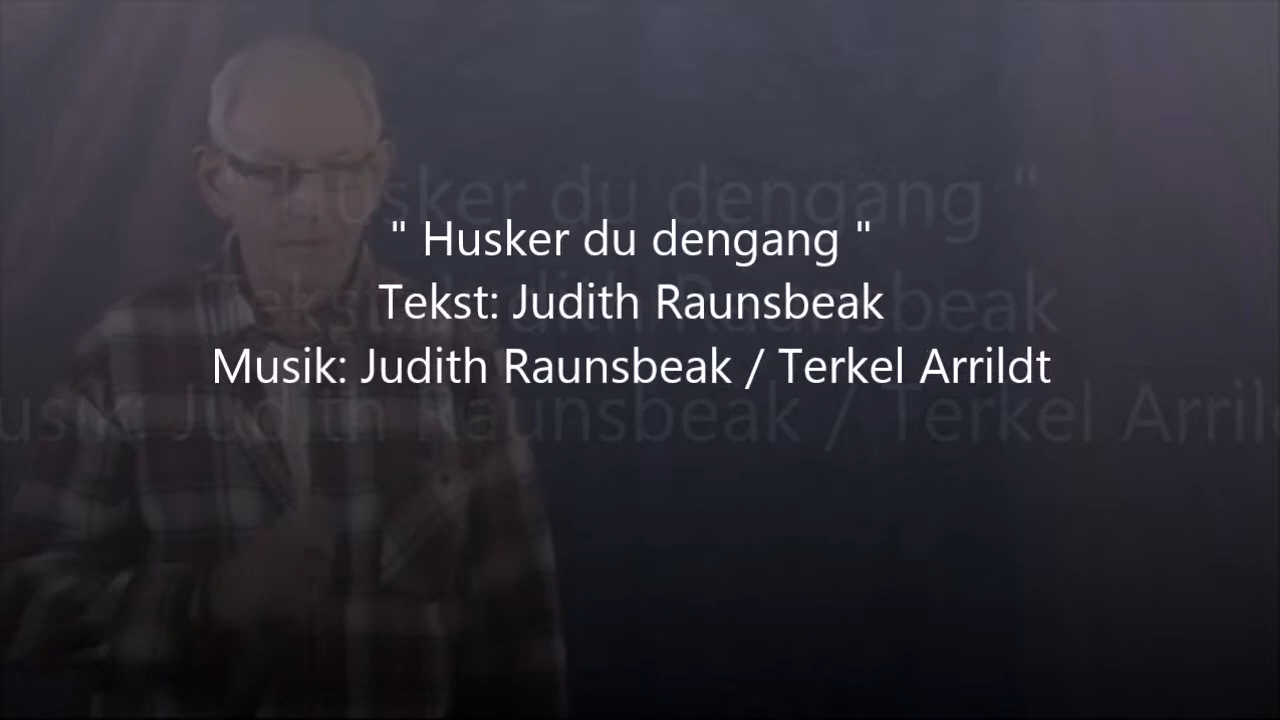 " Husker du dengang "
Tekst: Judith Raunsbeak
Musik: Judith Raunsbeak / Terkel Arrildt